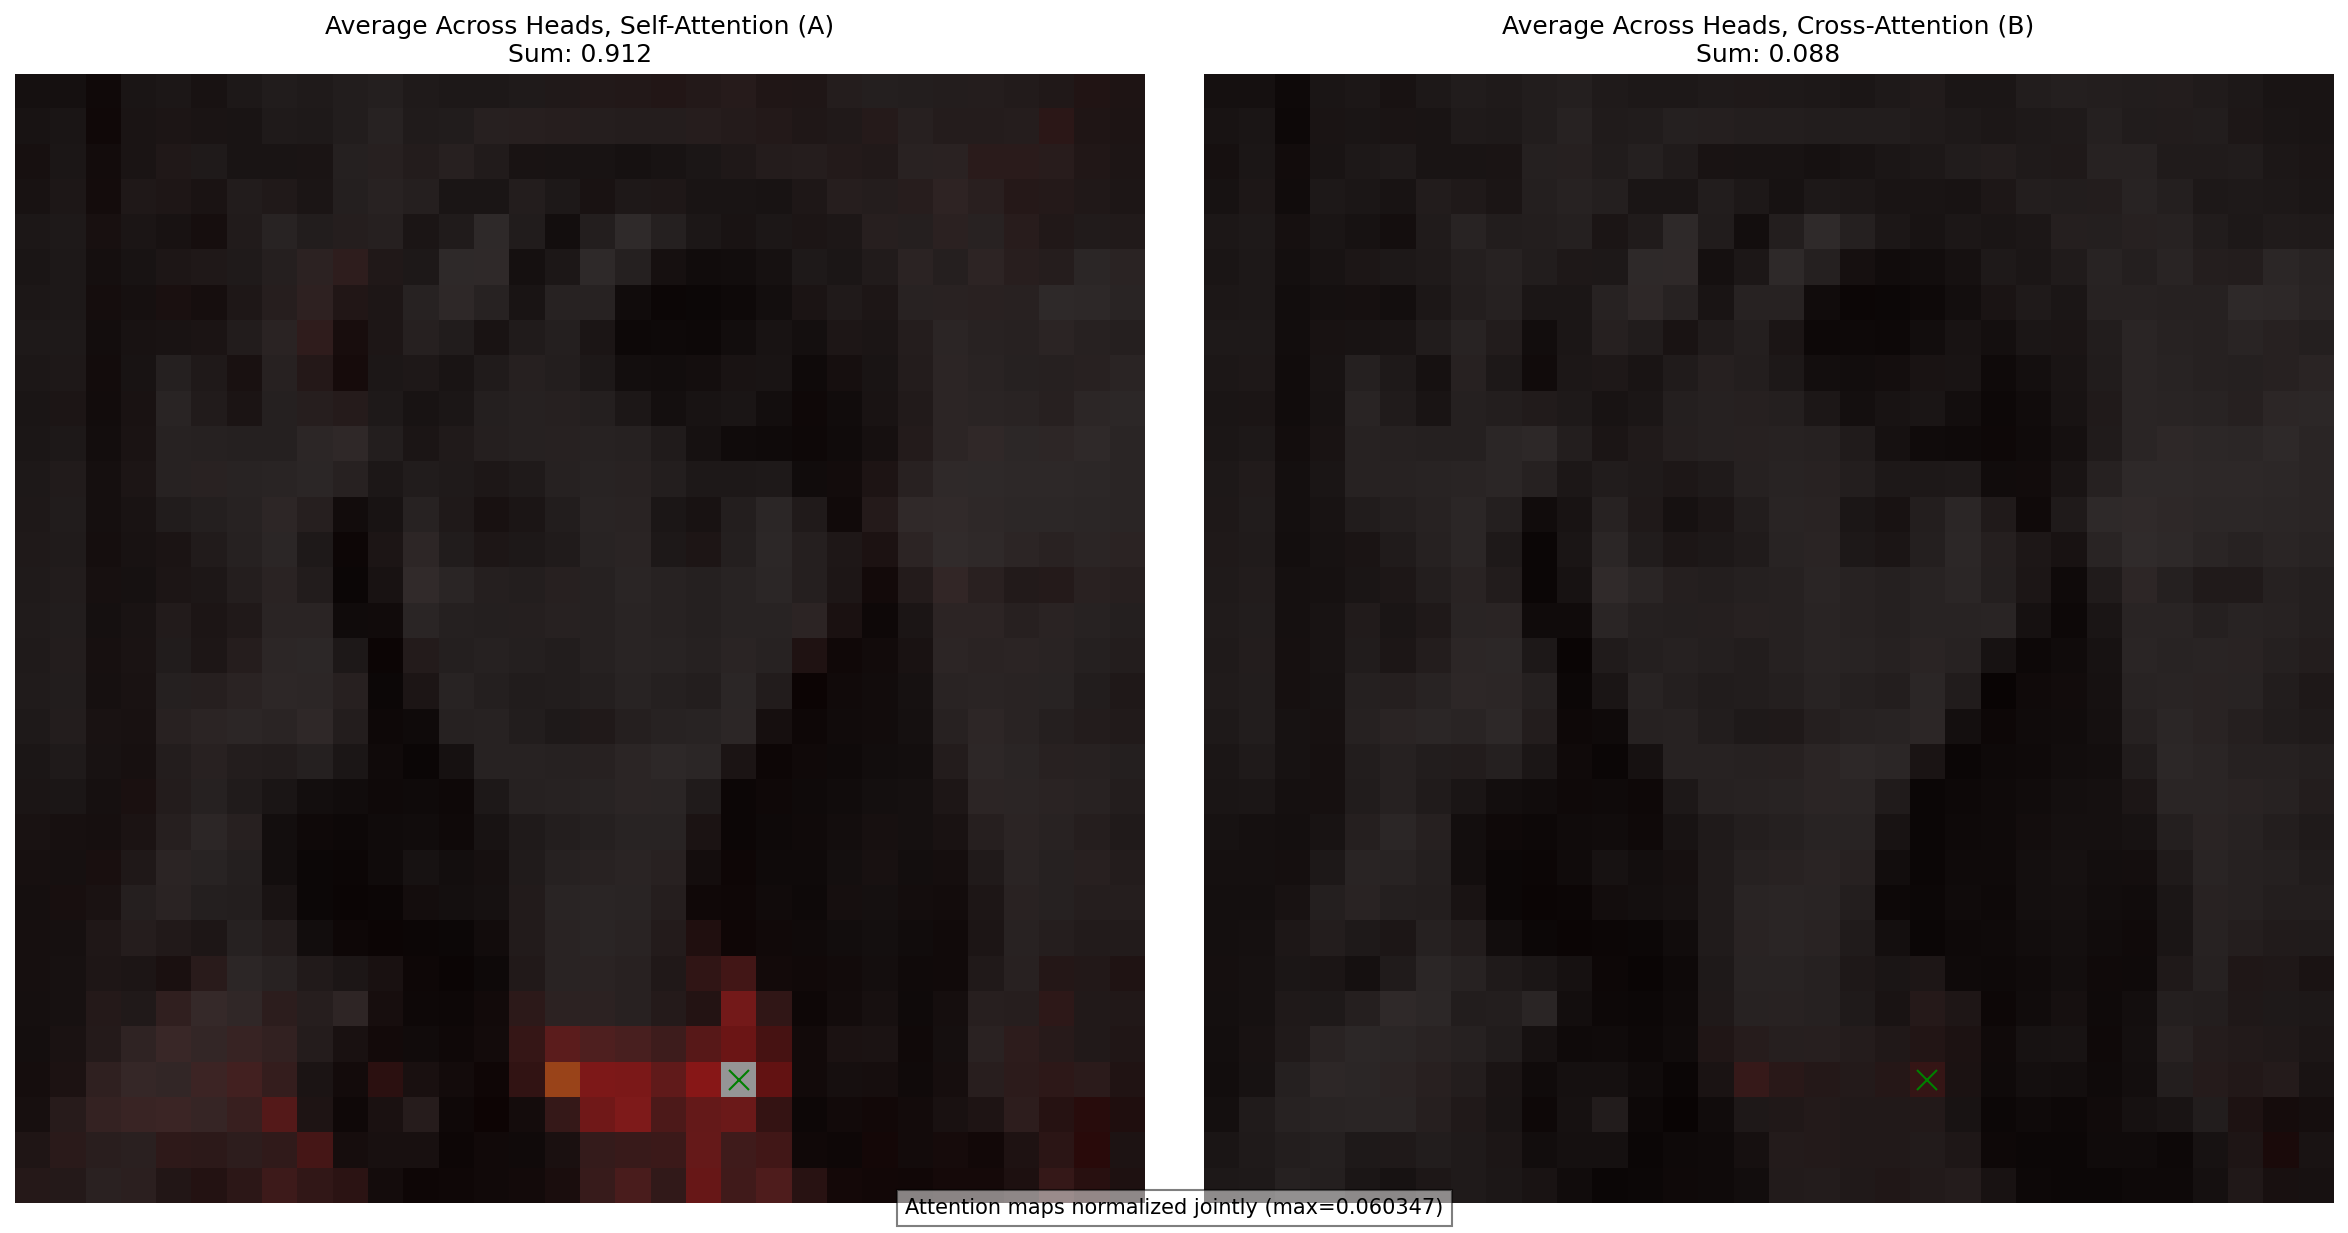 Average Across Heads, Self-Attention (A)
Sum: 0.912
Average Across Heads, Cross-Attention (B)
Sum: 0.088
Attention maps normalized jointly (max=0.060347)